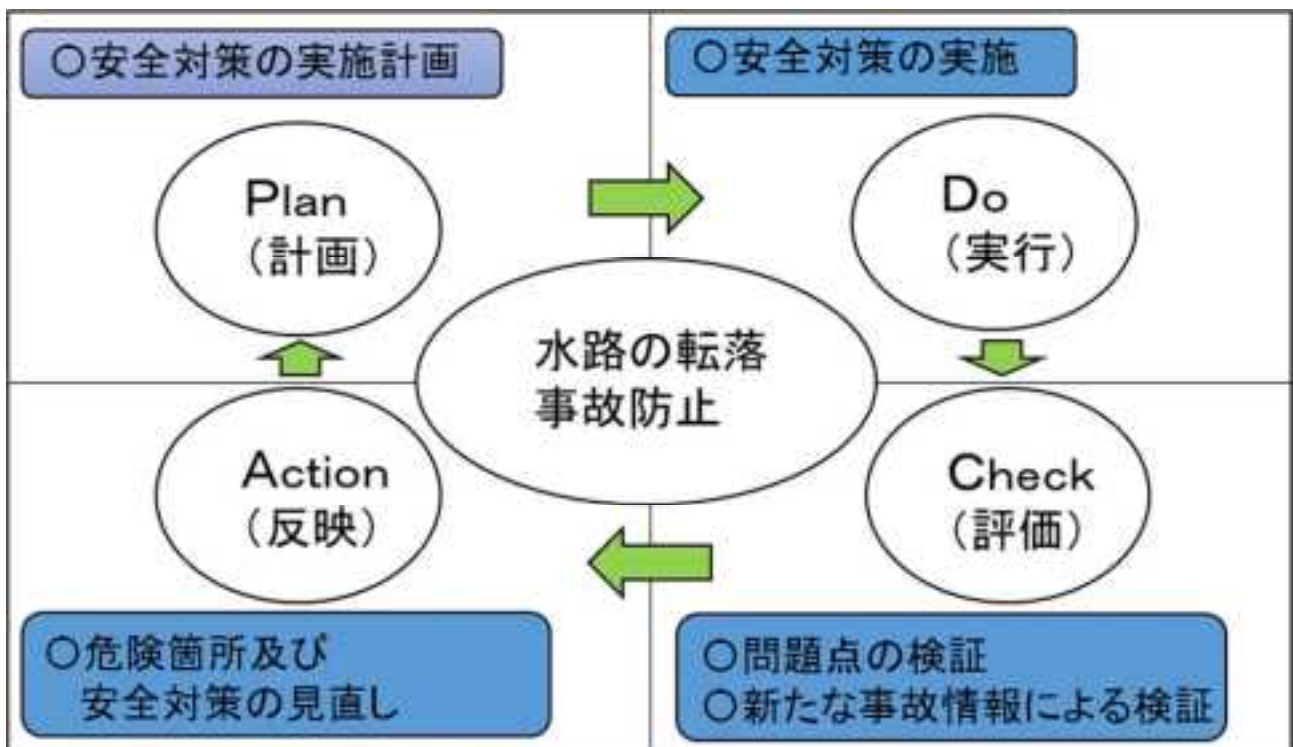 ○安全対策の実施計画
○安全対策の実施
Plan
(計画)
Do
(実行)
水路の転落
事故防止
Action
(反映)
Check
(評価)
○危険箇所及び
安全対策の見直し
○問題点の検証
○新たな事故情報による検証